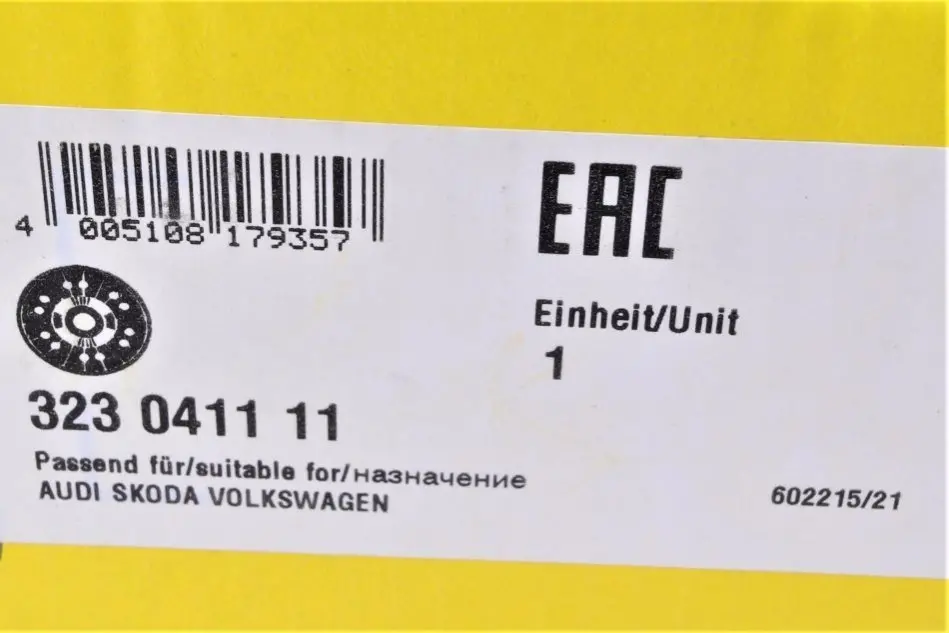 4 005108 179357
EAC
Einheit/Unit
1
323 0411 11
Passend für/suitable for/назначение
AUDI SKODA VOLKSWAGEN
602215/21